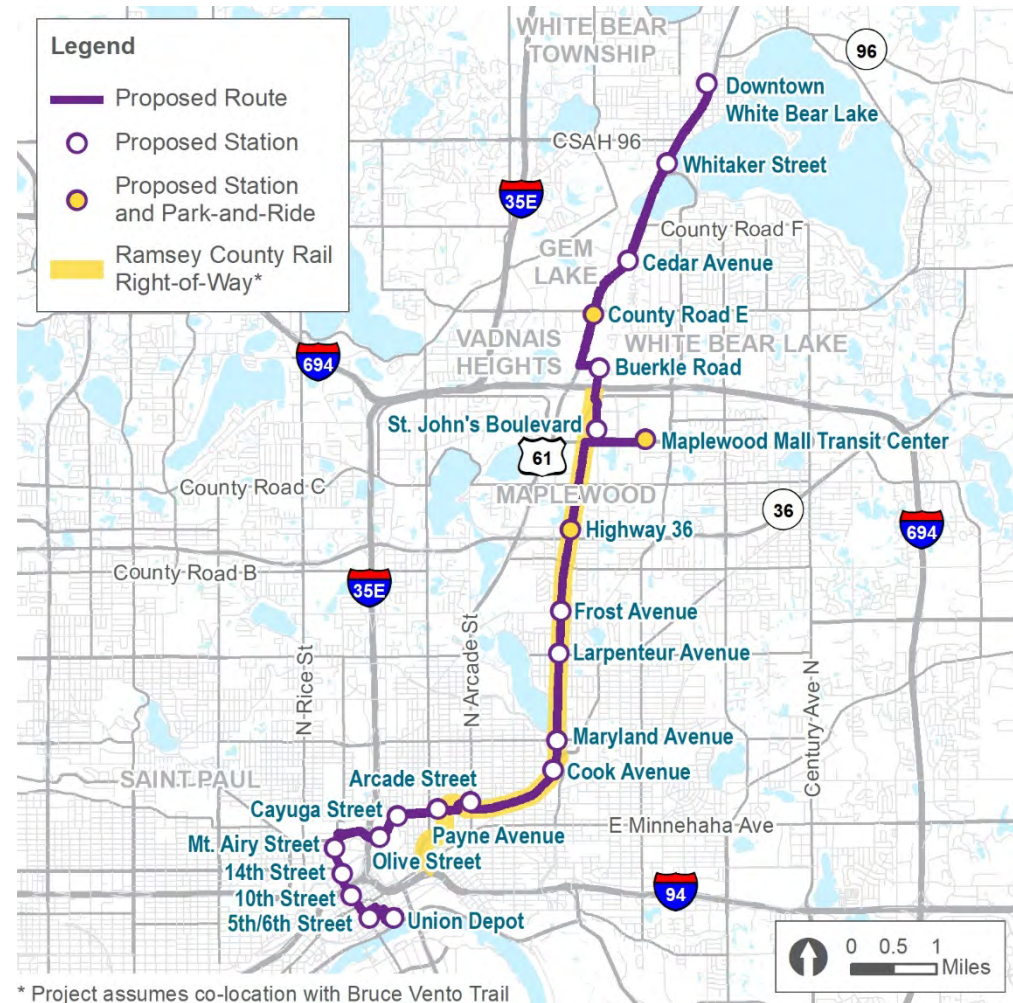 Legend
Proposed Route
Proposed Station
Proposed Station
and Park-and-Ride
Ramsey County Rail
Right-of-Way*
WHITE BEAR
TOWNSHIP
96
Downtown
White Bear Lake
CSAH 96
Whitaker Street
35E
County Road F
GEM
LAKE
Cedar Avenue
County Road E
VADNAIS
HEIGHTS
WHITE BEAR LAKE
694
Buerkle Road
St. John's Boulevard
Maplewood Mall Transit Center
61
County Road C
MAPLEWOOD
36
Highway 36
694
County Road B
35E
Frost Avenue
N Rice St
N Arcade St
Larpenteur Avenue
Century Ave N
Maryland Avenue
SAINT PAUL
Cook Avenue
Arcade Street
Cayuga Street
Payne Avenue
E Minnehaha Ave
Mt. Airy Street
Olive Street
14th Street
10th Street
94
5th/6th Street
Union Depot
0 0.5 1
Miles
* Project assumes co-location with Bruce Vento Trail